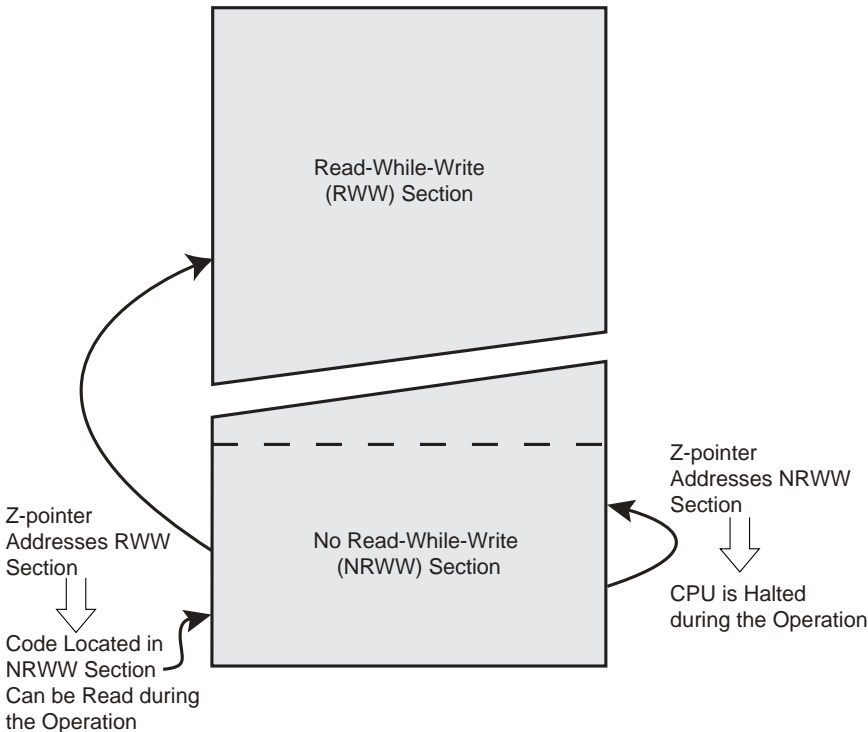 Read-While-Write
(RWW) Section
Z-pointer
Addresses NRWW
Section
Z-pointer
Addresses RWW
Section
No Read-While-Write
(NRWW) Section
CPU is Halted
during the Operation
Code Located in
NRWW Section
Can be Read during
the Operation